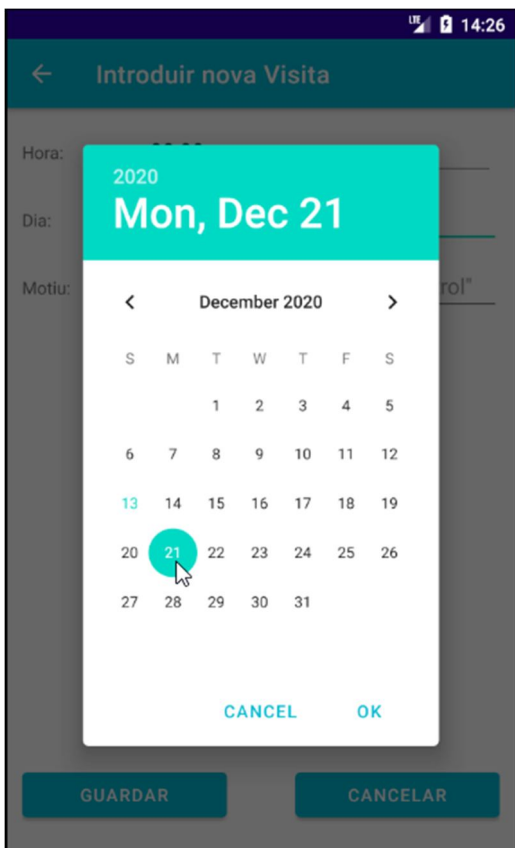 LTE 14:26
Introduir nova Visita
Hora:
2020
Mon, Dec 21
Dia:
Motiu: rol"
December 2020
S M T W T F S
1 2 3 4 5
6 7 8 9 10 11 12
13 14 15 16 17 18 19
20 21 22 23 24 25 26
27 28 29 30 31
CANCEL OK
GUARDAR CANCELAR